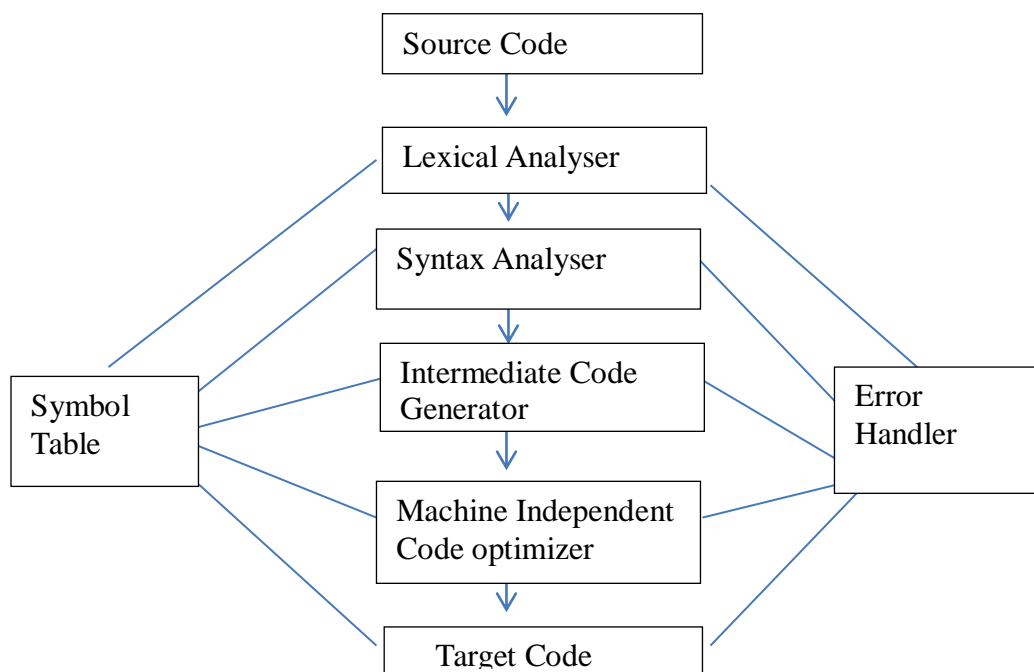 Source Code
Lexical Analyser
Syntax Analyser
Intermediate Code
Generator
Symbol
Table
Error
Handler
Machine Independent
Code optimizer
Target Code